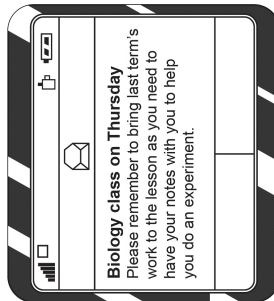 Biology class on Thursday
Please remember to bring last term's
work to the lesson as you need to
have your notes with you to help
you do an experiment.